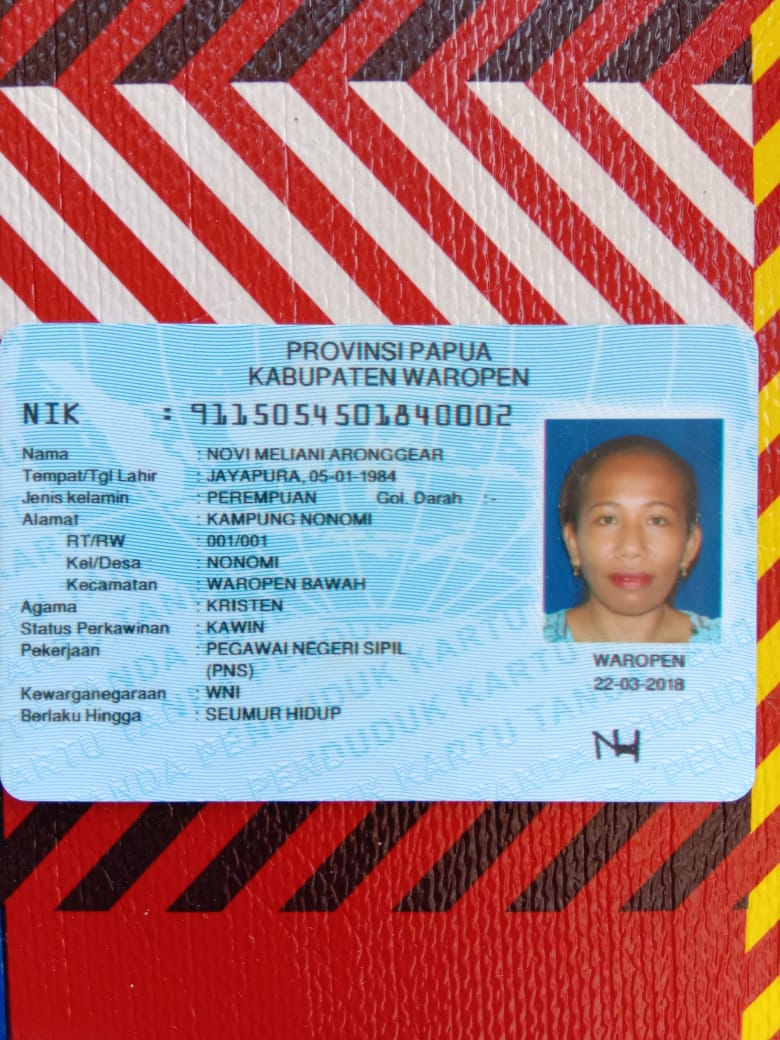 PROVINSI PAPUA
KABUPATEN WAROPEN
NIK : 9115054501840002
Nama : NOVI MELIANI ARONGGEAR
Tempat/Tgl Lahir : JAYAPURA, 05-01-1984
Jenis kelamin : PEREMPUAN Gol. Darah :-
Alamat : KAMPUNG NONOMI
RT/RW : 001/001
Kel/Desa : NONOMI
Kecamatan : WAROPEN BAWAH
Agama : KRISTEN
Status Perkawinan : KAWIN
Pekerjaan : PEGAWAI NEGERI SIPIL
(PNS)
Kewarganegaraan : WNI
Berlaku Hingga : SEUMUR HIDUP
WAROPEN
22-03-2018
KARTU TANDA PENDUDUK